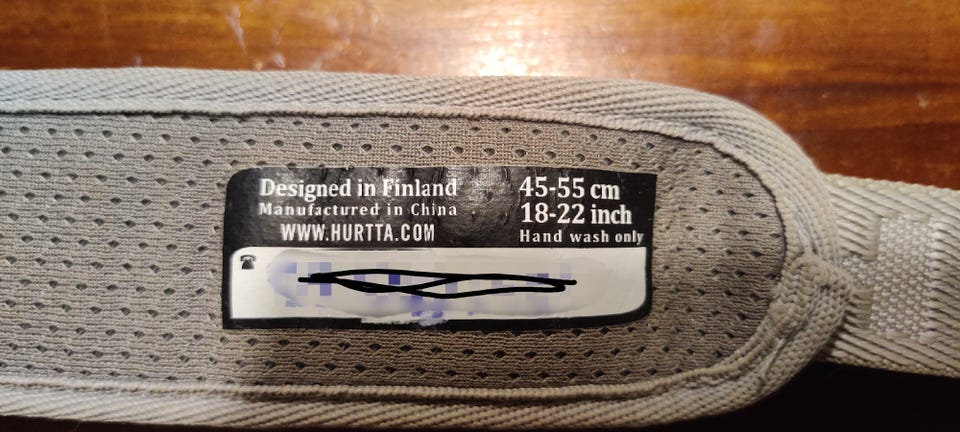 Designed in Finland
Manufactured in China
WWW.HURTTA.COM
45-55 cm
18-22 inch
Hand wash only